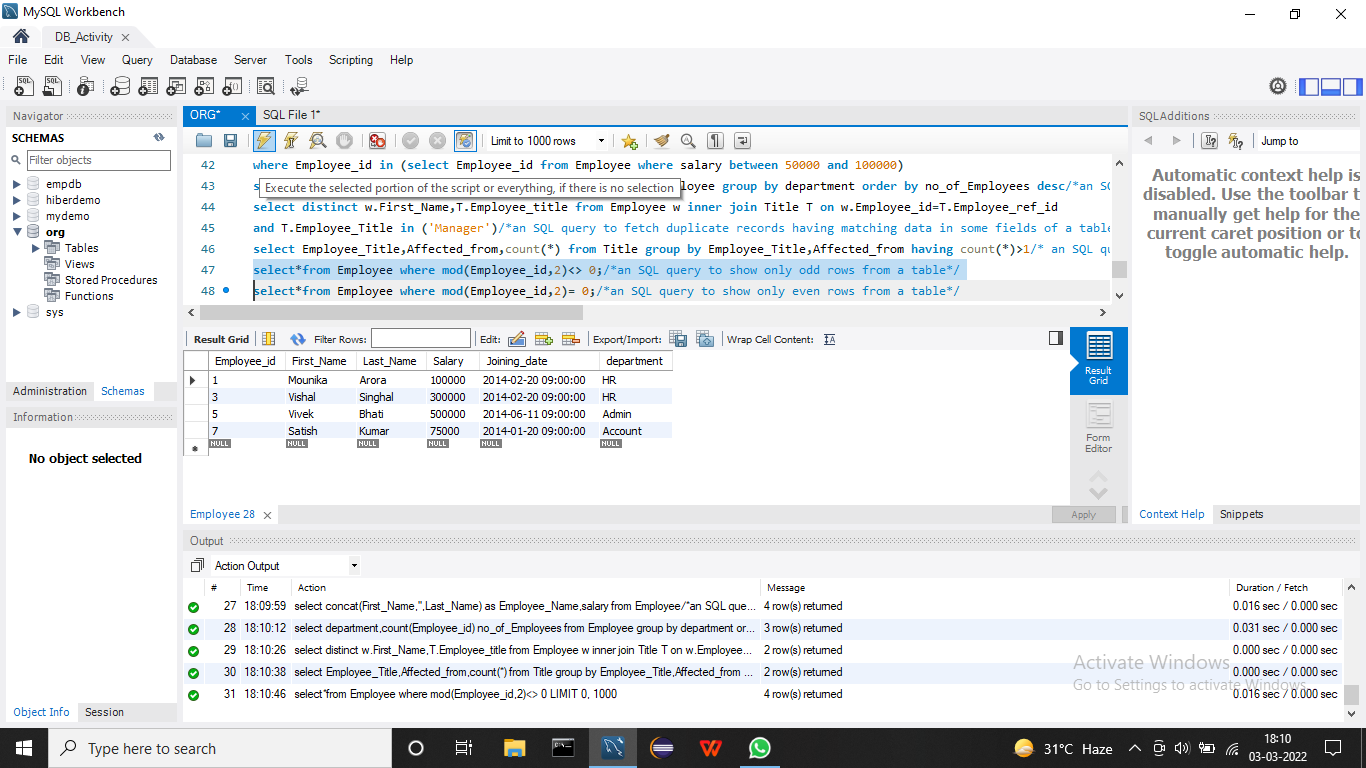 MySQL Workbench
DB_Activity
File Edit View Query Database Server Tools Scripting Help
Navigator
SCHEMAS
Filter objects
empdb
hiberdemo
mydemo
org
Tables
Views
Stored Procedures
Functions
sys
Administration Schemas
Information
No object selected
Object Info Session
ORG* SQL File 1*
Limit to 1000 rows
42 where Employee_id in (select Employee_id from Employee where salary between 50000 and 100000)
Execute the selected portion of the script or everything, if there is no selection
43 s loyee group by department order by no_of_Employees desc/*an SQ
44 select distinct w.First_Name,T.Employee_title from Employee w inner join Title T on w.Employee_id=T.Employee_ref_id
45 and T.Employee_Title in ('Manager')/*an SQL query to fetch duplicate records having matching data in some fields of a table
46 select Employee_Title,Affected_from,count(*) from Title group by Employee_Title,Affected_from having count(*)>1/* an SQL qu
47 select*from Employee where mod(Employee_id,2)<> 0;/*an SQL query to show only odd rows from a table*/
48 select*from Employee where mod(Employee_id,2)= 0;/*an SQL query to show only even rows from a table*/
Result Grid Filter Rows: Edit: Export/Import: Wrap Cell Content: IA
Employee_id First_Name Last_Name Salary Joining_date department
1 Mounika Arora 100000 2014-02-20 09:00:00 HR
3 Vishal Singhal 300000 2014-02-20 09:00:00 HR
5 Vivek Bhati 500000 2014-06-11 09:00:00 Admin
7 Satish Kumar 75000 2014-01-20 09:00:00 Account
NULL NULL NULL NULL NULL NULL
Result
Grid
Form
Editor
Employee 28
Apply
SQLAdditions
Jump to
Automatic context help is
disabled. Use the toolbar t
manually get help for the
current caret position or to
toggle automatic help.
Context Help Snippets
Output
Action Output
# Time Action Message Duration / Fetch
27 18:09:59 select concat(First_Name,'',Last_Name) as Employee_Name,salary from Employee/*an SQL que... 4 row(s) returned 0.016 sec / 0.000 sec
28 18:10:12 select department,count(Employee_id) no_of_Employees from Employee group by department or... 3 row(s) returned 0.031 sec / 0.000 sec
29 18:10:26 select distinct w.First_Name,T.Employee_title from Employee w inner join Title T on w.Employee... 2 row(s) returned 0.000 sec / 0.000 sec
30 18:10:38 select Employee_Title,Affected_from,count(*) from Title group by Employee_Title,Affected_from ... 2 row(s) returned 0.000 sec / 0.000 sec
31 18:10:46 select*from Employee where mod(Employee_id,2)<> 0 LIMIT 0, 1000 4 row(s) returned 0.016 sec / 0.000 sec
Activate Windows
Go to Settings to activate Windows.
Type here to search
31°C Haze
18:10
03-03-2022